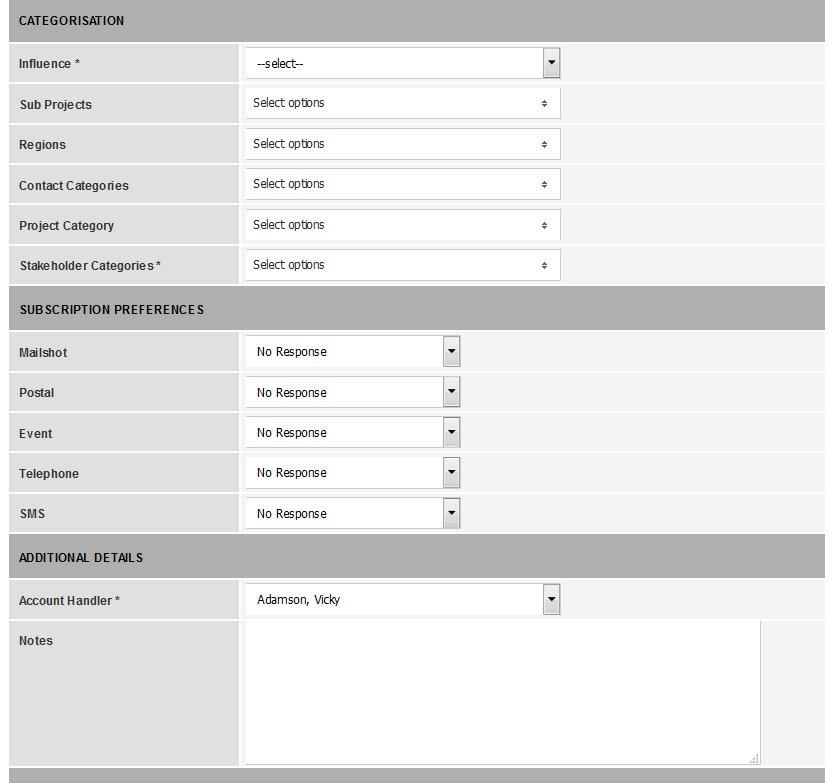 CATEGORISATION
Influence * --select--
Sub Projects Select options
Regions Select options
Contact Categories Select options
Project Category Select options
Stakeholder Categories * Select options
SUBSCRIPTION PREFERENCES
Mailshot No Response
Postal No Response
Event No Response
Telephone No Response
SMS No Response
ADDITIONAL DETAILS
Account Handler * Adamson, Vicky
Notes